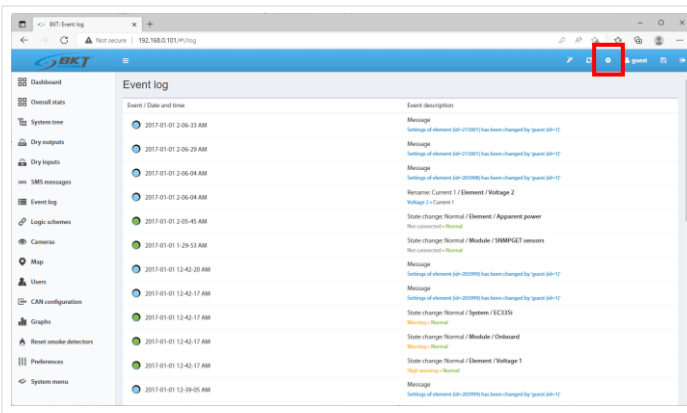 BKT: Event log
Not secure | 192.168.0.101/#!/log
BKT
guest
Dashboard
Overall stats
System tree
Dry outputs
Dry inputs
SMS messages
Event log
Logic schemes
Cameras
Map
Users
CAN configuration
Graphs
Reset smoke detectors
Preferences
System menu
Event log
Event / Date and time Event description
2017-01-01 2-06-33 AM Message
Settings of element (id=211001) has been changed by 'guest (id=1)'
2017-01-01 2-06-29 AM Message
Settings of element (id=211001) has been changed by 'guest (id=1)'
2017-01-01 2-06-04 AM Message
Settings of element (id=203998) has been changed by 'guest (id=1)'
2017-01-01 2-06-04 AM Rename: Current 1 / Element / Voltage 2
Voltage 2 » Current 1
2017-01-01 2-05-45 AM State change: Normal / Element / Apparent power
Not connected » Normal
2017-01-01 1-29-53 AM State change: Normal / Module / SNMPGET sensors
Not connected » Normal
2017-01-01 12-42-20 AM Message
Settings of element (id=203999) has been changed by 'guest (id=1)'
2017-01-01 12-42-17 AM Message
Settings of element (id=203999) has been changed by 'guest (id=1)'
2017-01-01 12-42-17 AM State change: Normal / System / EC335i
Warning » Normal
2017-01-01 12-42-17 AM State change: Normal / Module / Onboard
Warning » Normal
2017-01-01 12-42-17 AM State change: Normal / Element / Voltage 1
High warning » Normal
2017-01-01 12-39-05 AM Message
Settings of element (id=203999) has been changed by 'guest (id=1)'